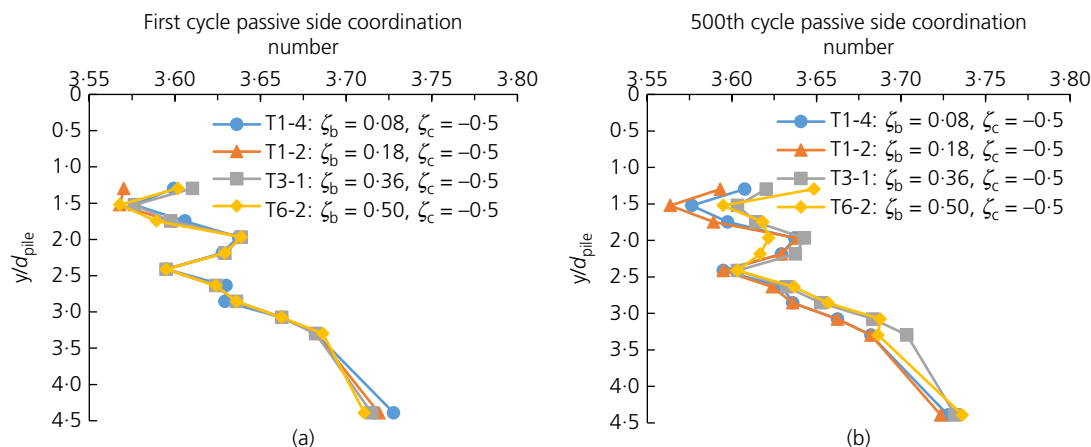 First cycle passive side coordination
number
3·55 3·60 3·65 3·70 3·75 3·80
0
0·5
1·0
1·5
2·0
2·5
3·0
3·5
4·0
4·5
y/d_pile
T1-4: ζb = 0·08, ζc = –0·5
T1-2: ζb = 0·18, ζc = –0·5
T3-1: ζb = 0·36, ζc = –0·5
T6-2: ζb = 0·50, ζc = –0·5
(a)
500th cycle passive side coordination
number
3·55 3·60 3·65 3·70 3·75 3·80
0
0·5
1·0
1·5
2·0
2·5
3·0
3·5
4·0
4·5
y/d_pile
T1-4: ζb = 0·08, ζc = –0·5
T1-2: ζb = 0·18, ζc = –0·5
T3-1: ζb = 0·36, ζc = –0·5
T6-2: ζb = 0·50, ζc = –0·5
(b)